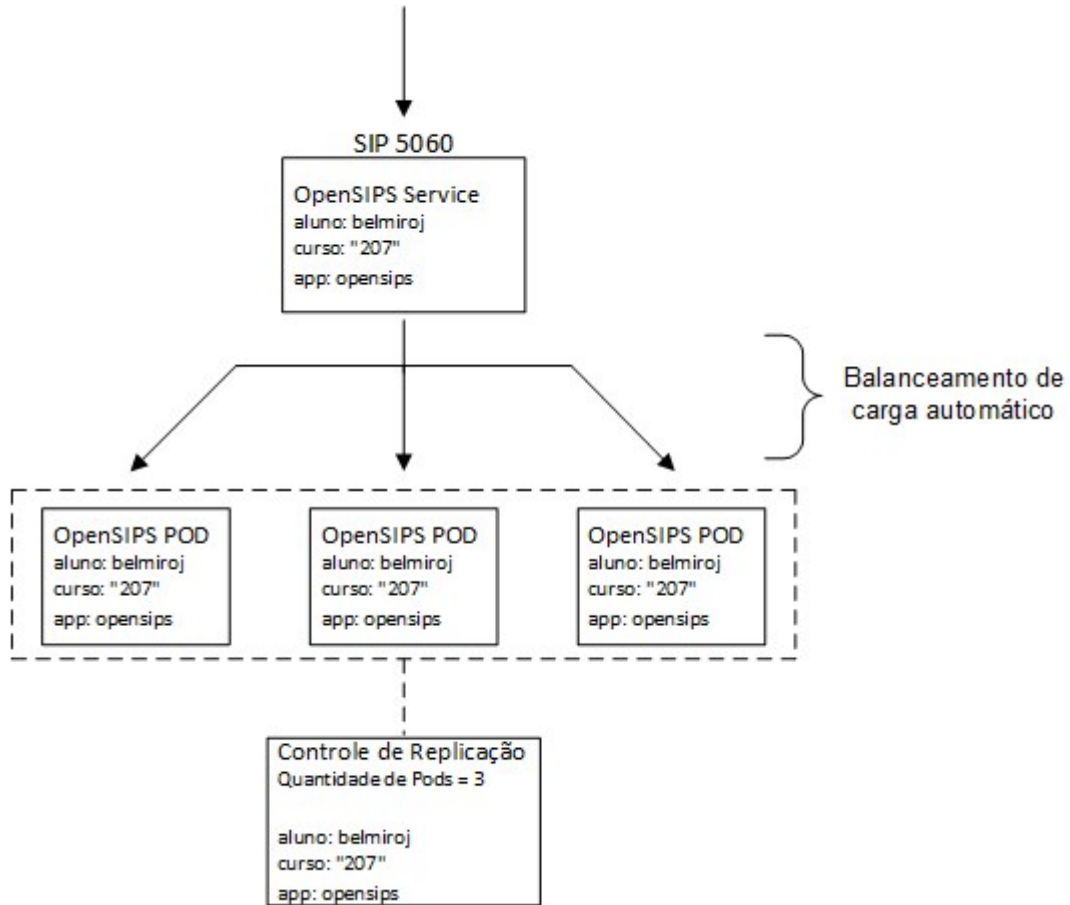 SIP 5060
OpenSIPS Service
aluno: belmiroj
curso: "207"
app: opensips
Balanceamento de
carga automático
OpenSIPS POD
aluno: belmiroj
curso: "207"
app: opensips
OpenSIPS POD
aluno: belmiroj
curso: "207"
app: opensips
OpenSIPS POD
aluno: belmiroj
curso: "207"
app: opensips
Controle de Replicação
Quantidade de Pods = 3
aluno: belmiroj
curso: "207"
app: opensips